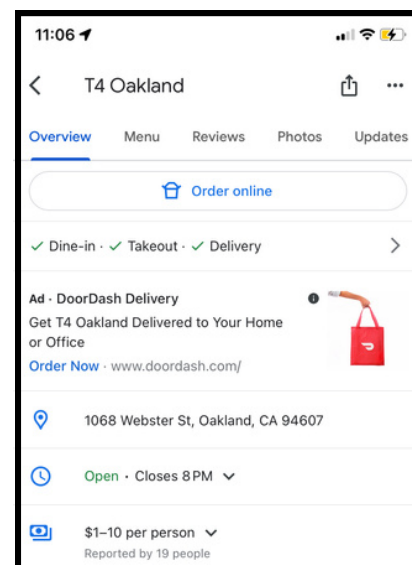 11:06
T4 Oakland
Overview Menu Reviews Photos Updates
Order online
Dine-in · Takeout · Delivery
Ad · DoorDash Delivery
Get T4 Oakland Delivered to Your Home
or Office
Order Now · www.doordash.com/
1068 Webster St, Oakland, CA 94607
Open · Closes 8 PM
$1–10 per person
Reported by 19 people